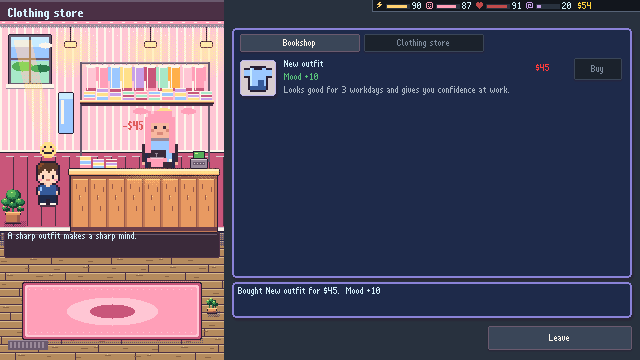 Clothing store
90 87 91 20 $54
Bookshop
Clothing store
New outfit
Mood +10
Looks good for 3 workdays and gives you confidence at work.
$45
Buy
-$45
A sharp outfit makes a sharp mind.
Bought New outfit for $45. Mood +10
Leave